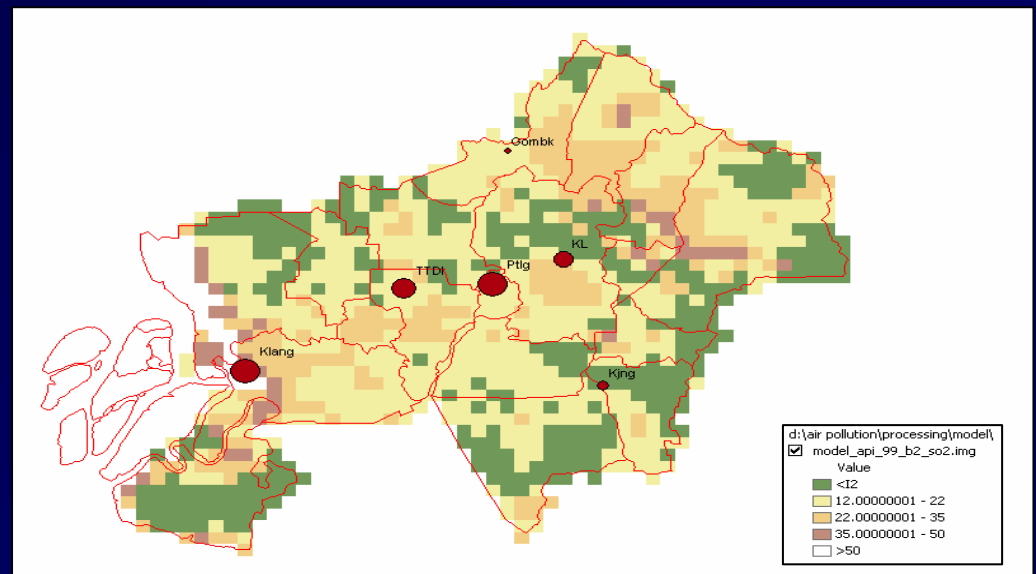 Gombk
KL
Ptlg
TTDI
Klang
Kjng
d:\air pollution\processing\model\
model_api_99_b2_so2.img
Value
<12
12.00000001 - 22
22.00000001 - 35
35.00000001 - 50
>50